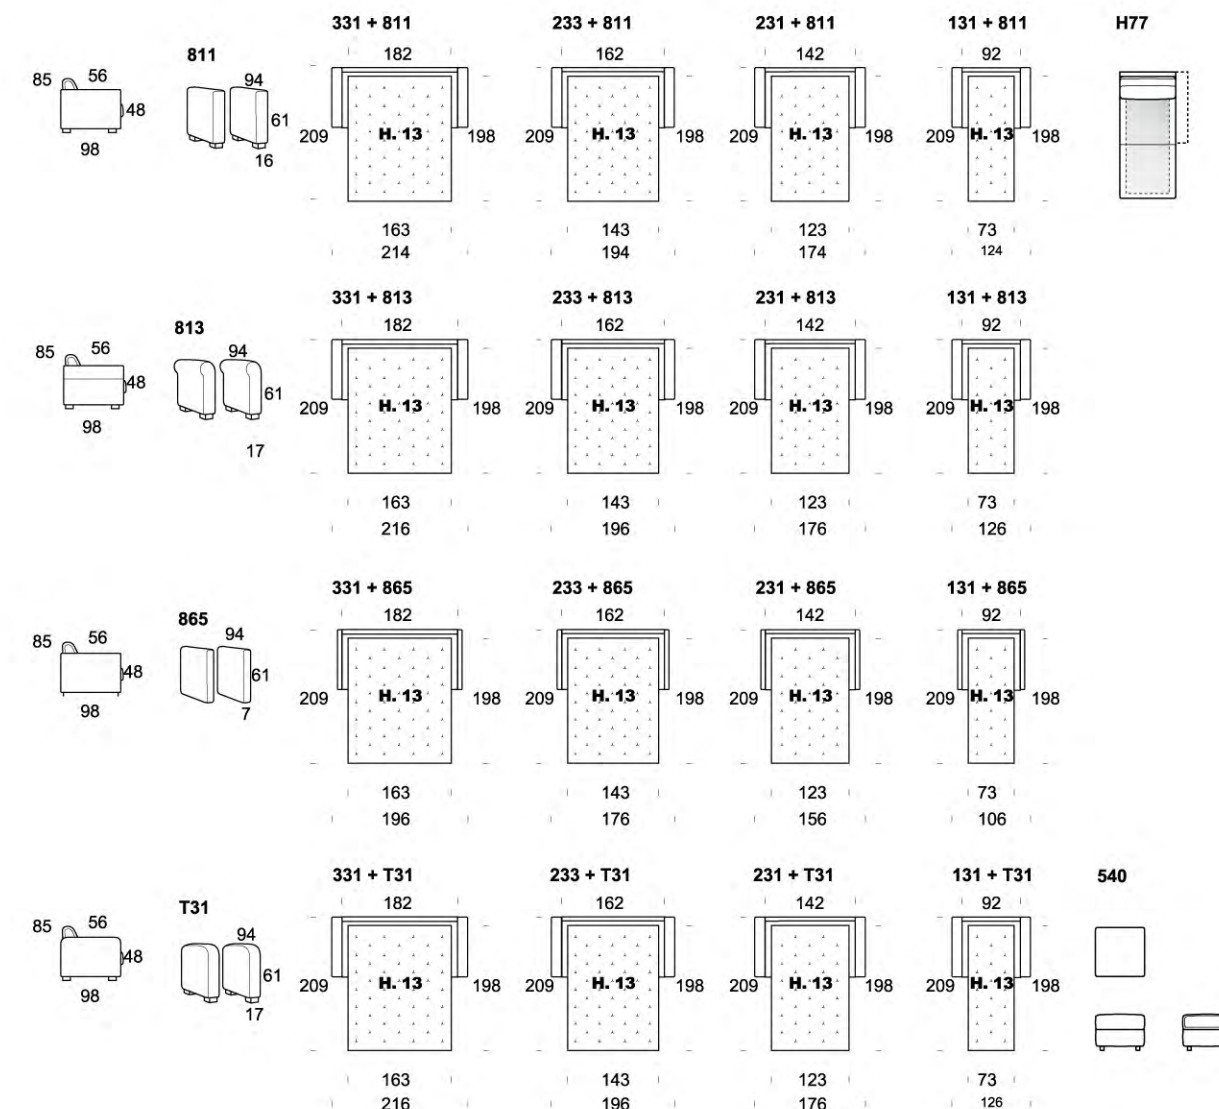 331 + 811 233 + 811 231 + 811 131 + 811 H77
811 182 162 142 92
85 56 94
48 61
209 H. 13 198 209 H. 13 198 209 H. 13 198 209 H. 13 198
98 16
163 143 123 73
214 194 174 124
331 + 813 233 + 813 231 + 813 131 + 813
813 182 162 142 92
85 56 94
48 61
209 H. 13 198 209 H. 13 198 209 H. 13 198 209 H. 13 198
98 17
163 143 123 73
216 196 176 126
331 + 865 233 + 865 231 + 865 131 + 865
865 182 162 142 92
85 56 94
48 61
209 H. 13 198 209 H. 13 198 209 H. 13 198 209 H. 13 198
98 7
163 143 123 73
196 176 156 106
331 + T31 233 + T31 231 + T31 131 + T31 540
T31 182 162 142 92
85 56 94
48 61
209 H. 13 198 209 H. 13 198 209 H. 13 198 209 H. 13 198
98 17
163 143 123 73
216 196 176 126